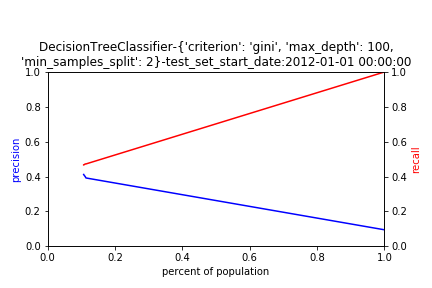 DecisionTreeClassifier-{'criterion': 'gini', 'max_depth': 100,
'min_samples_split': 2}-test_set_start_date:2012-01-01 00:00:00
1.0
0.8
0.6
0.4
0.2
0.0
precision
1.0
0.8
0.6
0.4
0.2
0.0
recall
0.0 0.2 0.4 0.6 0.8 1.0
percent of population